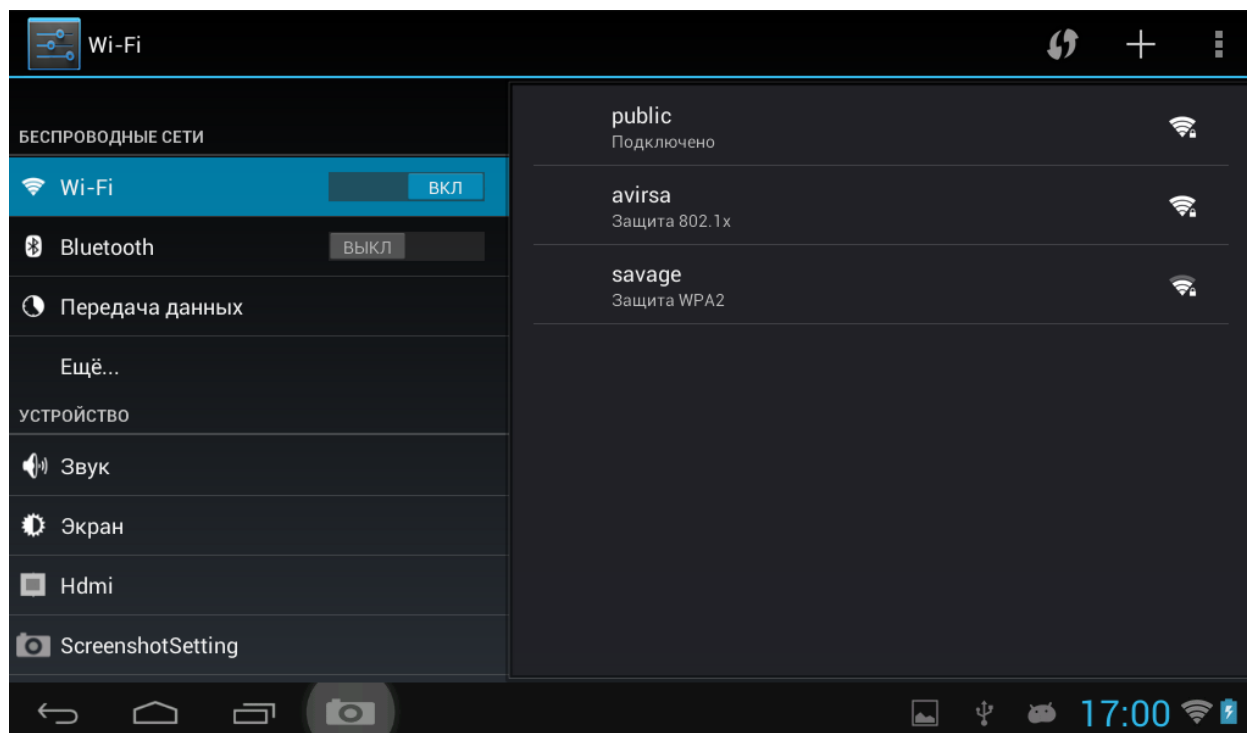 Wi-Fi
БЕСПРОВОДНЫЕ СЕТИ
Wi-Fi ВКЛ
Bluetooth ВЫКЛ
Передача данных
Ещё...
УСТРОЙСТВО
Звук
Экран
Hdmi
ScreenshotSetting
public
Подключено
avirsa
Защита 802.1x
savage
Защита WPA2
17:00